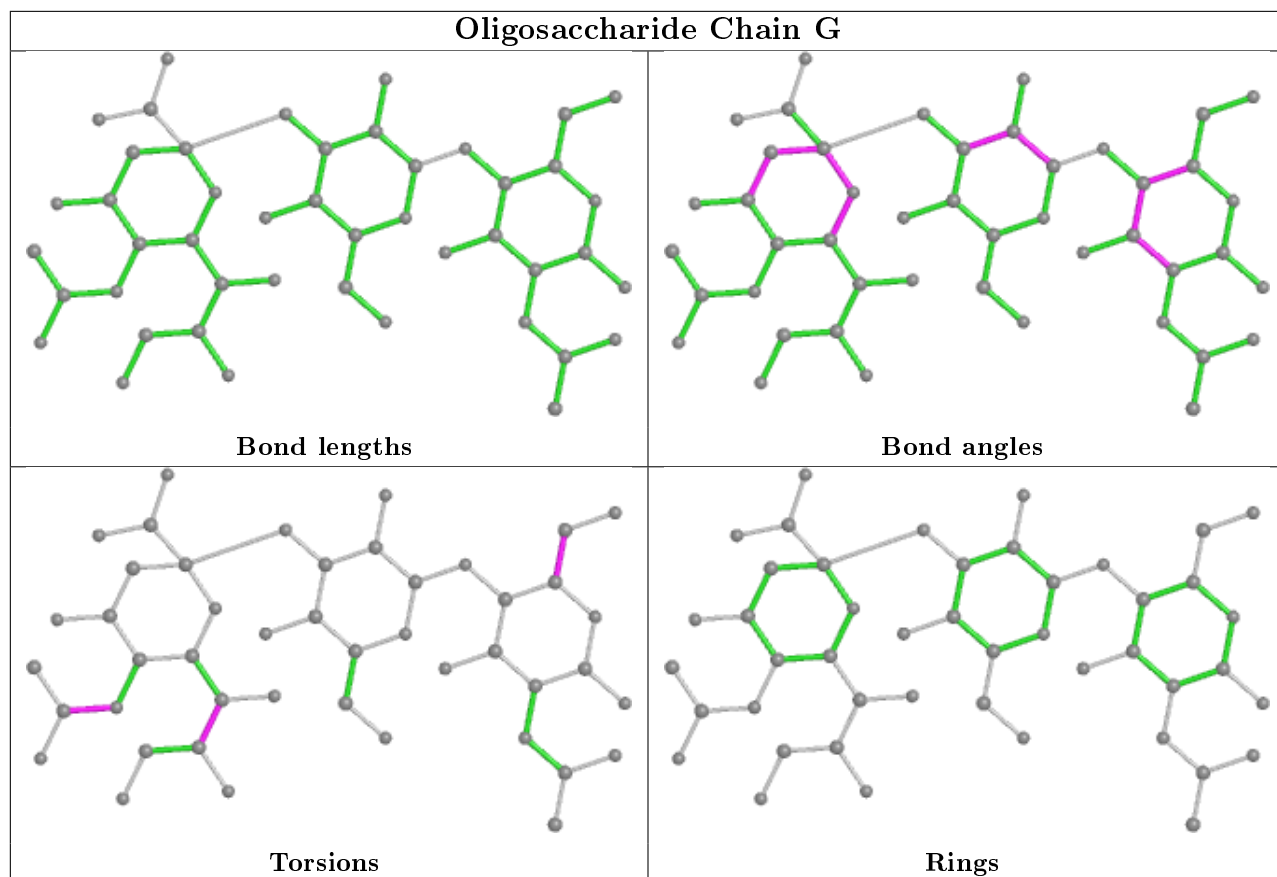 Oligosaccharide Chain G
Bond lengths
Bond angles
Torsions
Rings